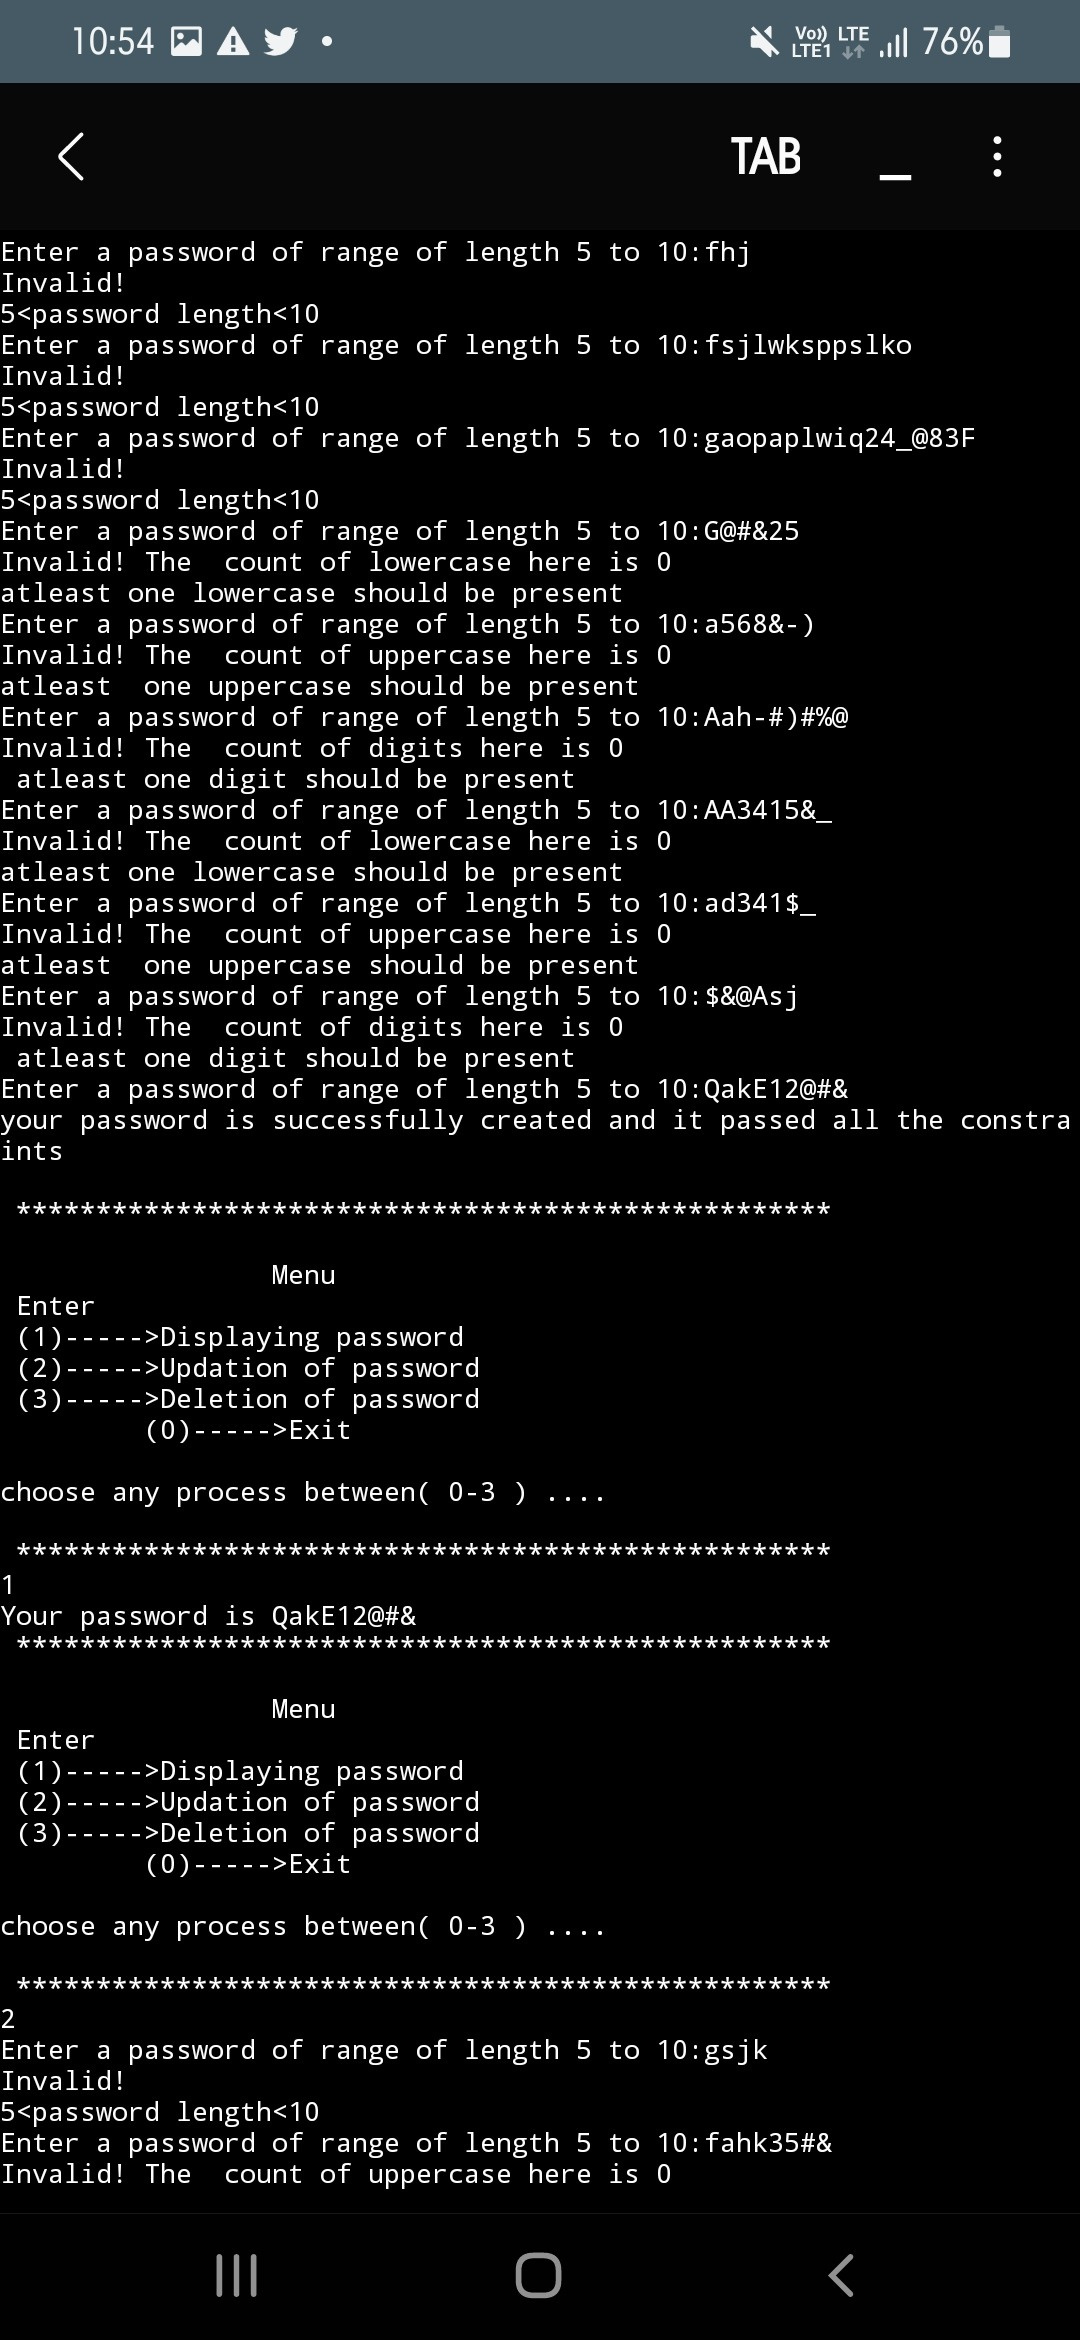 10:54 Vo)) LTE LTE1 76%
TAB _
Enter a password of range of length 5 to 10:fhj
Invalid!
5<password length<10
Enter a password of range of length 5 to 10:fsjlwksppslko
Invalid!
5<password length<10
Enter a password of range of length 5 to 10:gaopaplwiq24_@83F
Invalid!
5<password length<10
Enter a password of range of length 5 to 10:G@#&25
Invalid! The  count of lowercase here is 0
atleast one lowercase should be present
Enter a password of range of length 5 to 10:a568&-)
Invalid! The  count of uppercase here is 0
atleast  one uppercase should be present
Enter a password of range of length 5 to 10:Aah-#)#%@
Invalid! The  count of digits here is 0
 atleast one digit should be present
Enter a password of range of length 5 to 10:AA3415&_
Invalid! The  count of lowercase here is 0
atleast one lowercase should be present
Enter a password of range of length 5 to 10:ad341$_
Invalid! The  count of uppercase here is 0
atleast  one uppercase should be present
Enter a password of range of length 5 to 10:$&@Asj
Invalid! The  count of digits here is 0
 atleast one digit should be present
Enter a password of range of length 5 to 10:QakE12@#&
your password is successfully created and it passed all the constra
ints
 ***************************************************
Menu
 Enter
 (1)----->Displaying password
 (2)----->Updation of password
 (3)----->Deletion of password
         (0)----->Exit
choose any process between( 0-3 ) ....
 ***************************************************
1
Your password is QakE12@#&
 ***************************************************
Menu
 Enter
 (1)----->Displaying password
 (2)----->Updation of password
 (3)----->Deletion of password
         (0)----->Exit
choose any process between( 0-3 ) ....
 ***************************************************
2
Enter a password of range of length 5 to 10:gsjk
Invalid!
5<password length<10
Enter a password of range of length 5 to 10:fahk35#&
Invalid! The  count of uppercase here is 0